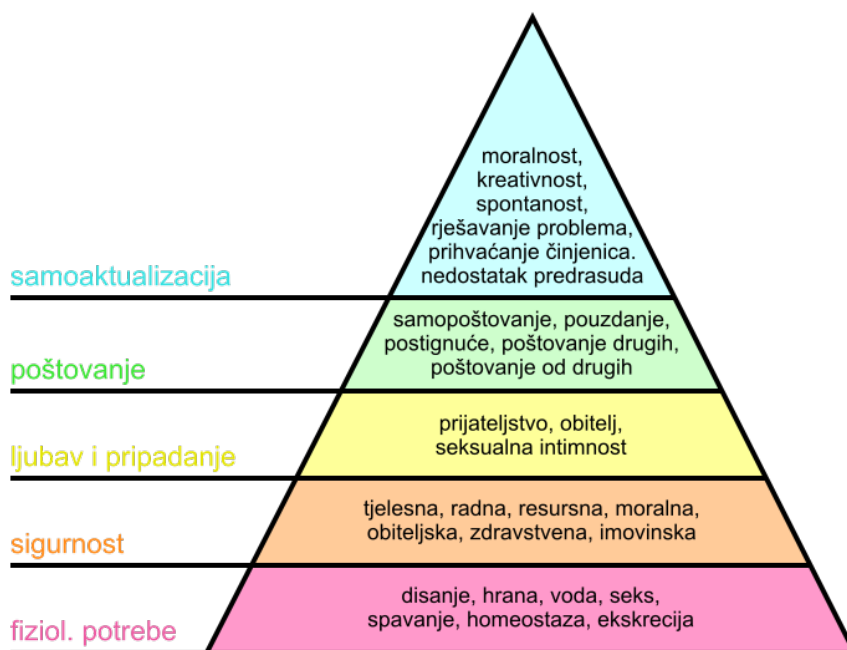 moralnost,
kreativnost,
spontanost,
rješavanje problema,
prihvaćanje činjenica.
nedostatak predrasuda
samoaktualizacija
samopoštovanje, pouzdanje,
postignuće, poštovanje drugih,
poštovanje od drugih
poštovanje
prijateljstvo, obitelj,
seksualna intimnost
ljubav i pripadanje
tjelesna, radna, resursna, moralna,
obiteljska, zdravstvena, imovinska
sigurnost
disanje, hrana, voda, seks,
spavanje, homeostaza, ekskrecija
fiziol. potrebe